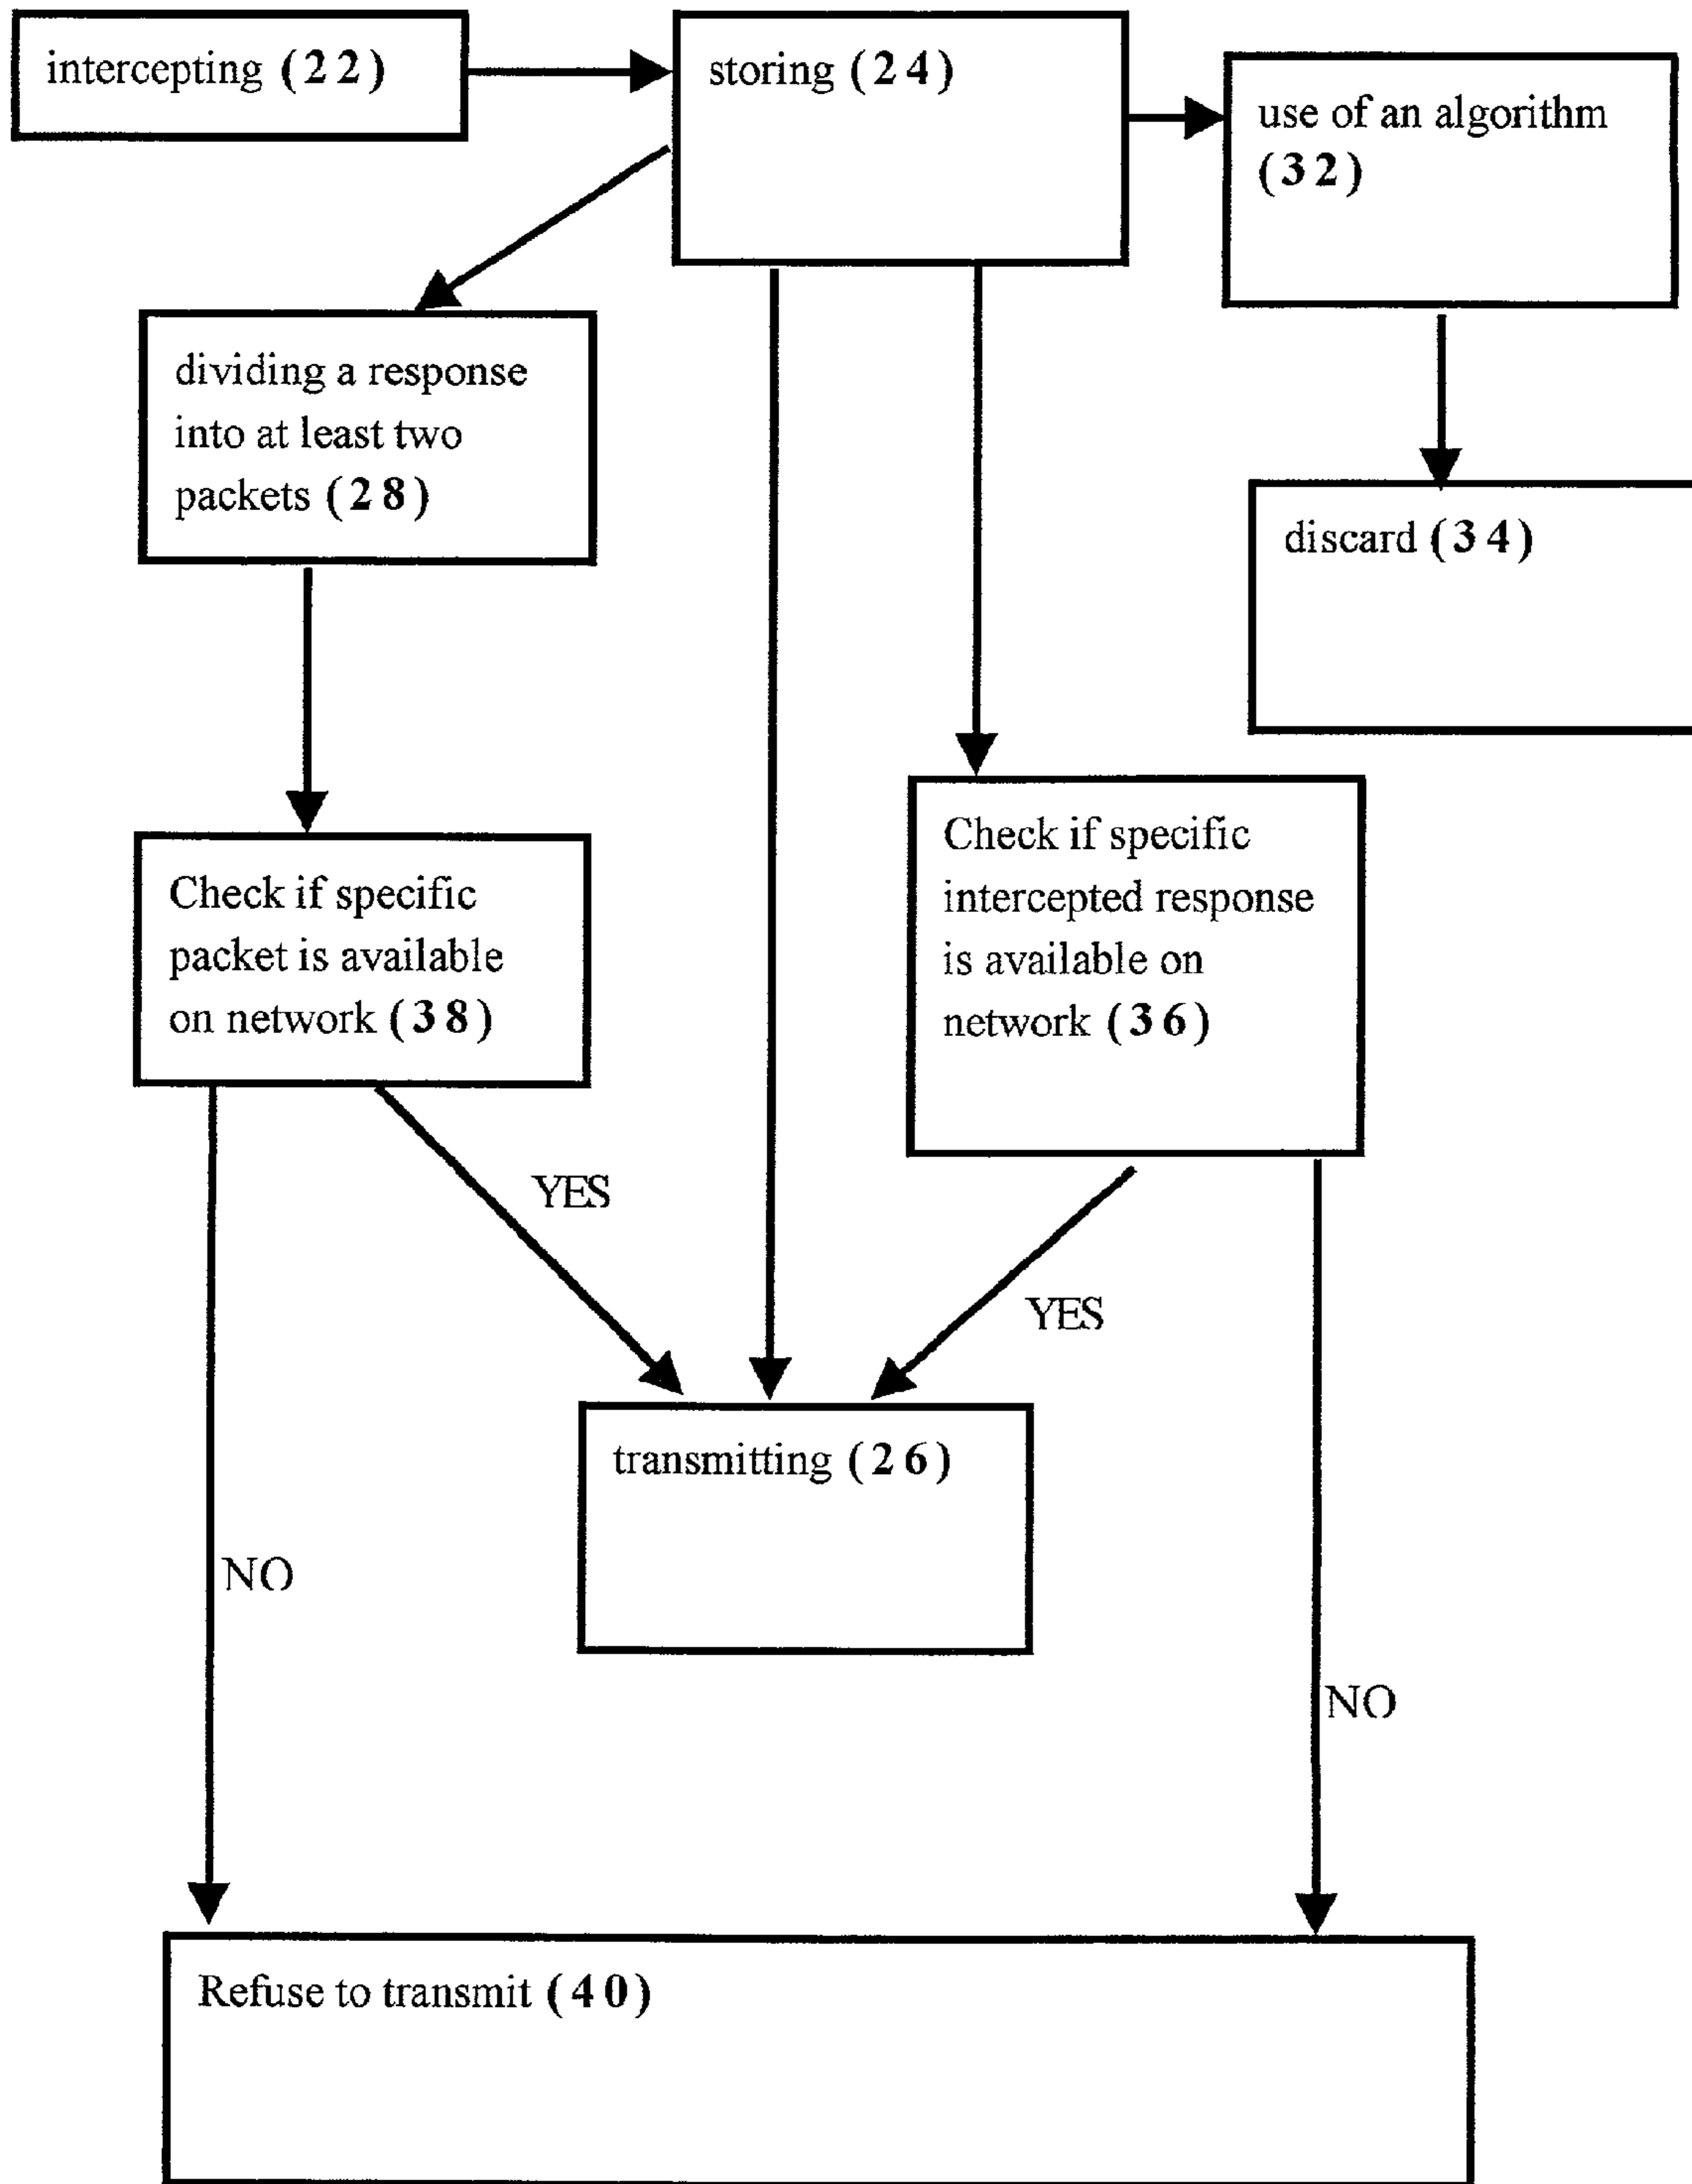 intercepting (22)
storing (24)
use of an algorithm
(32)
dividing a response
into at least two
packets (28)
discard (34)
Check if specific
packet is available
on network (38)
Check if specific
intercepted response
is available on
network (36)
YES
YES
transmitting (26)
NO
NO
Refuse to transmit (40)